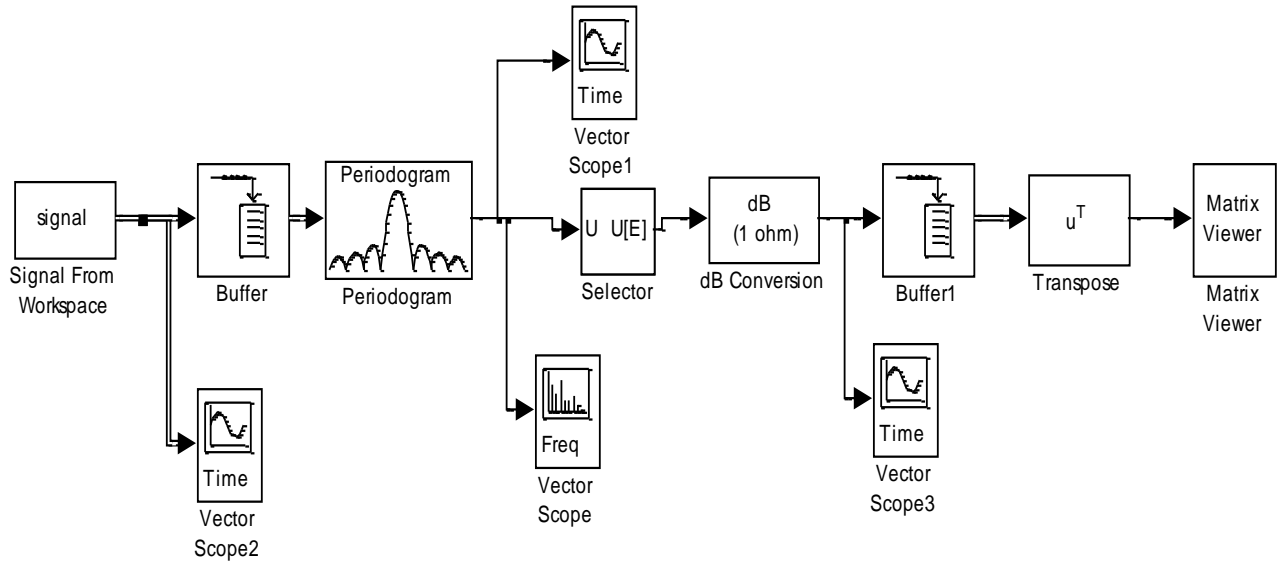 Time
Vector
Scope1
signal
Signal From
Workspace
Buffer
Periodogram
Periodogram
U U[E]
Selector
dB
(1 ohm)
dB Conversion
Buffer1
u^T
Transpose
Matrix
Viewer
Matrix
Viewer
Time
Vector
Scope2
Freq
Vector
Scope
Time
Vector
Scope3